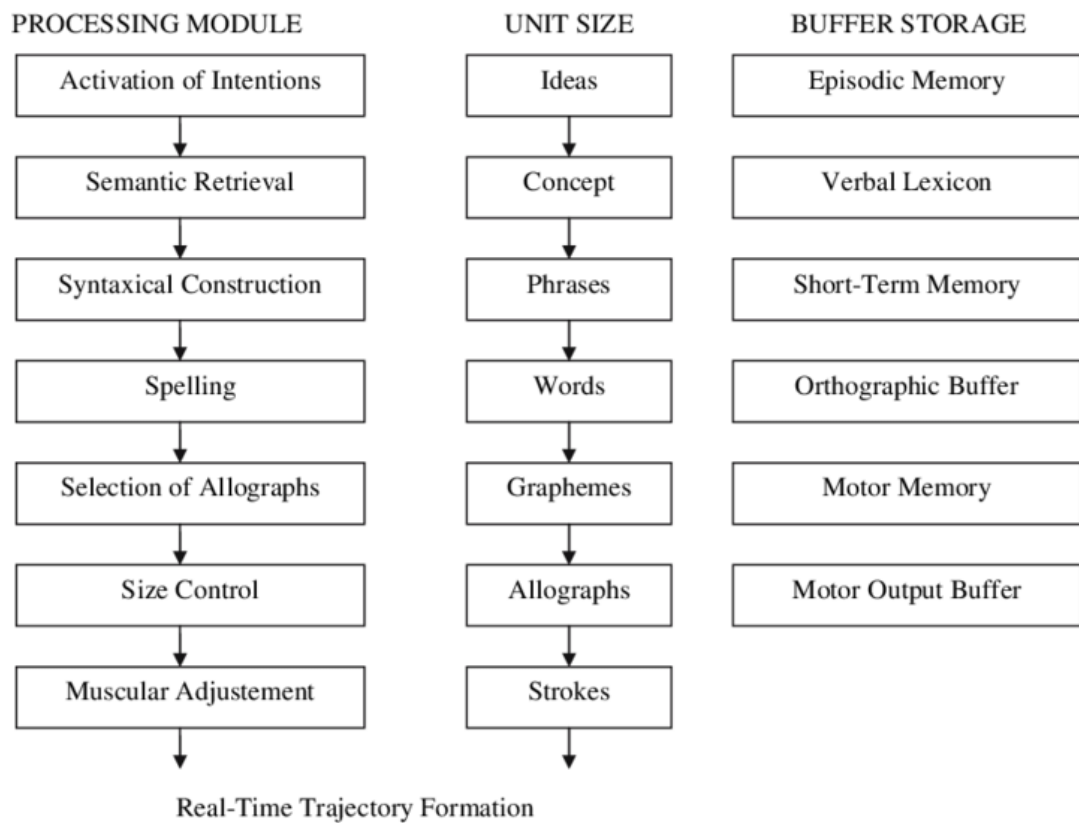 PROCESSING MODULE UNIT SIZE BUFFER STORAGE
Activation of Intentions Ideas Episodic Memory
Semantic Retrieval Concept Verbal Lexicon
Syntaxical Construction Phrases Short-Term Memory
Spelling Words Orthographic Buffer
Selection of Allographs Graphemes Motor Memory
Size Control Allographs Motor Output Buffer
Muscular Adjustement Strokes
Real-Time Trajectory Formation